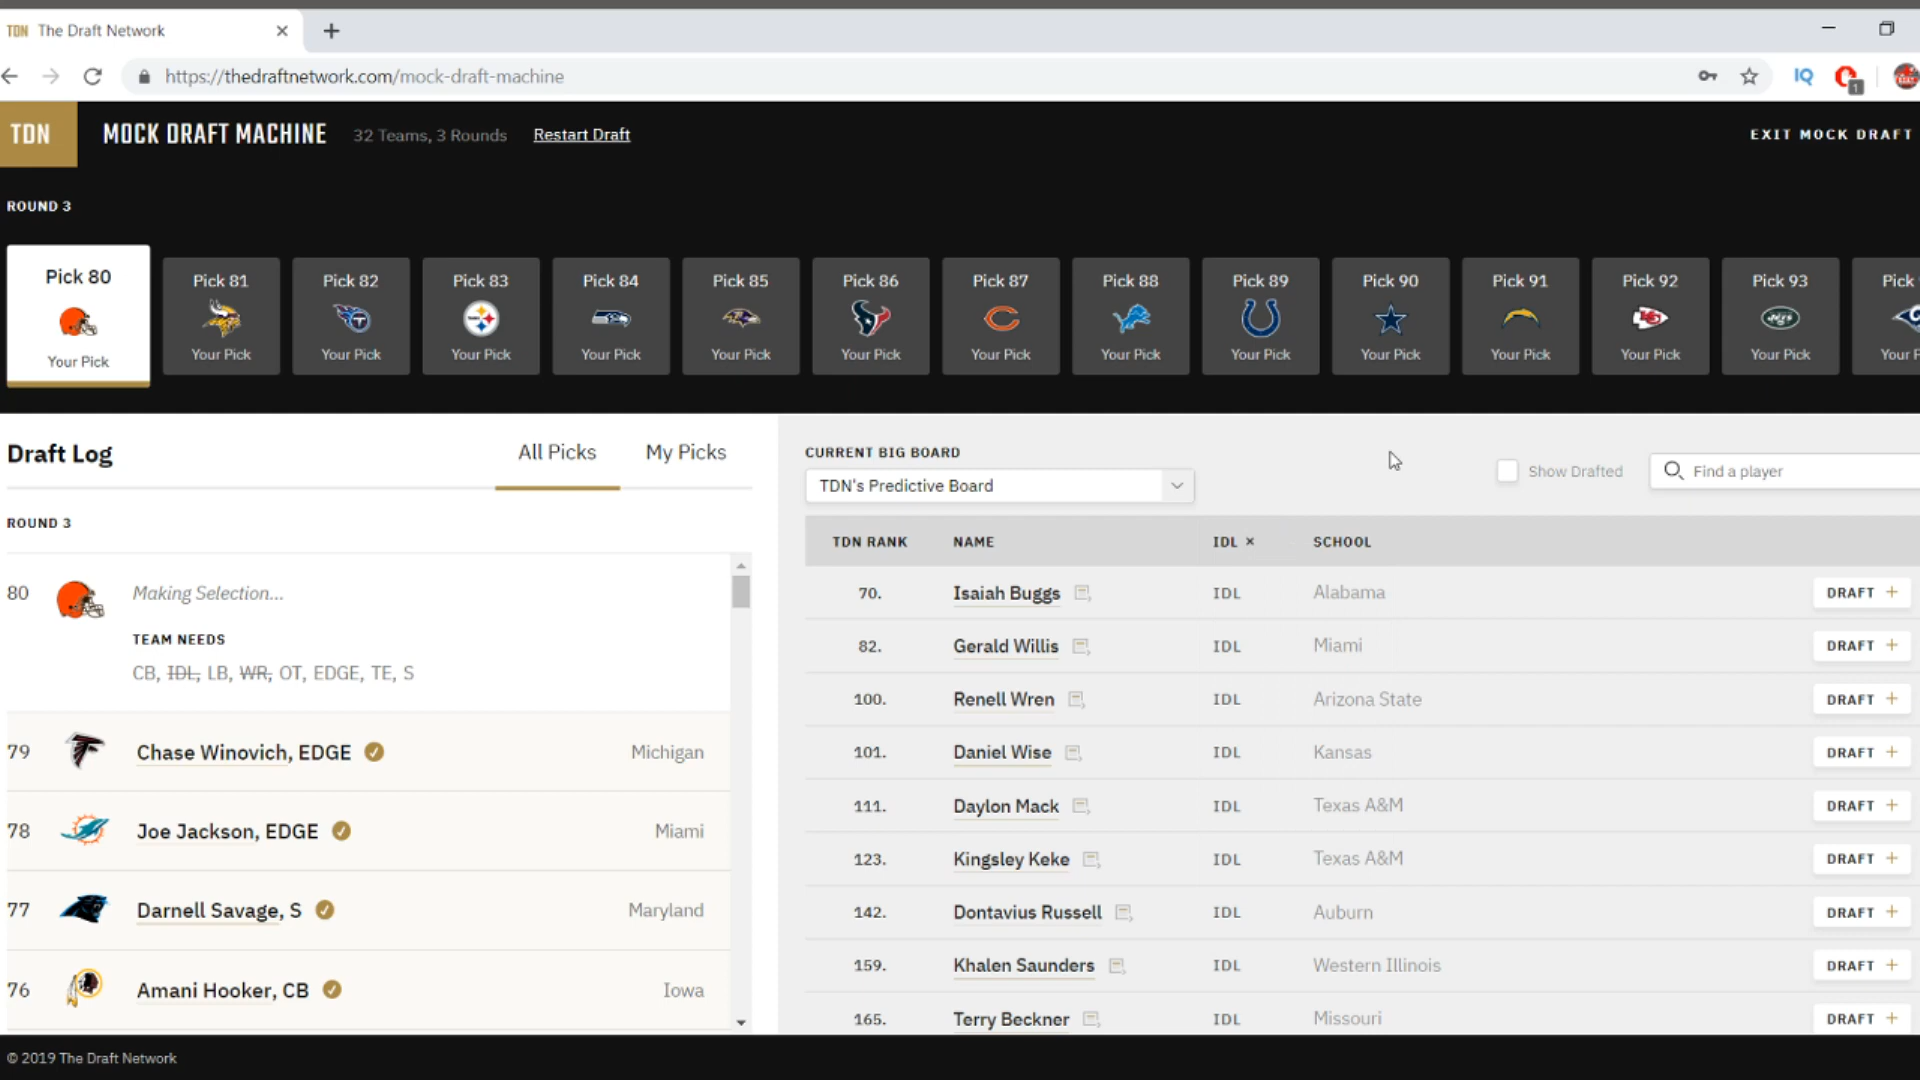 TDN The Draft Network
https://thedraftnetwork.com/mock-draft-machine
IQ
1
TDN MOCK DRAFT MACHINE 32 Teams, 3 Rounds Restart Draft EXIT MOCK DRAFT
ROUND 3
Pick 80 Pick 81 Pick 82 Pick 83 Pick 84 Pick 85 Pick 86 Pick 87 Pick 88 Pick 89 Pick 90 Pick 91 Pick 92 Pick 93 Pick
Your Pick Your Pick Your Pick Your Pick Your Pick Your Pick Your Pick Your Pick Your Pick Your Pick Your Pick Your Pick Your Pick Your Pick Your P
Draft Log All Picks My Picks
ROUND 3
80 Making Selection...
TEAM NEEDS
CB, IDL, LB, WR, OT, EDGE, TE, S
79 Chase Winovich, EDGE Michigan
78 Joe Jackson, EDGE Miami
77 Darnell Savage, S Maryland
76 Amani Hooker, CB Iowa
CURRENT BIG BOARD
TDN's Predictive Board
Show Drafted Find a player
TDN RANK NAME IDL × SCHOOL
70. Isaiah Buggs IDL Alabama DRAFT +
82. Gerald Willis IDL Miami DRAFT +
100. Renell Wren IDL Arizona State DRAFT +
101. Daniel Wise IDL Kansas DRAFT +
111. Daylon Mack IDL Texas A&M DRAFT +
123. Kingsley Keke IDL Texas A&M DRAFT +
142. Dontavius Russell IDL Auburn DRAFT +
159. Khalen Saunders IDL Western Illinois DRAFT +
165. Terry Beckner IDL Missouri DRAFT +
© 2019 The Draft Network